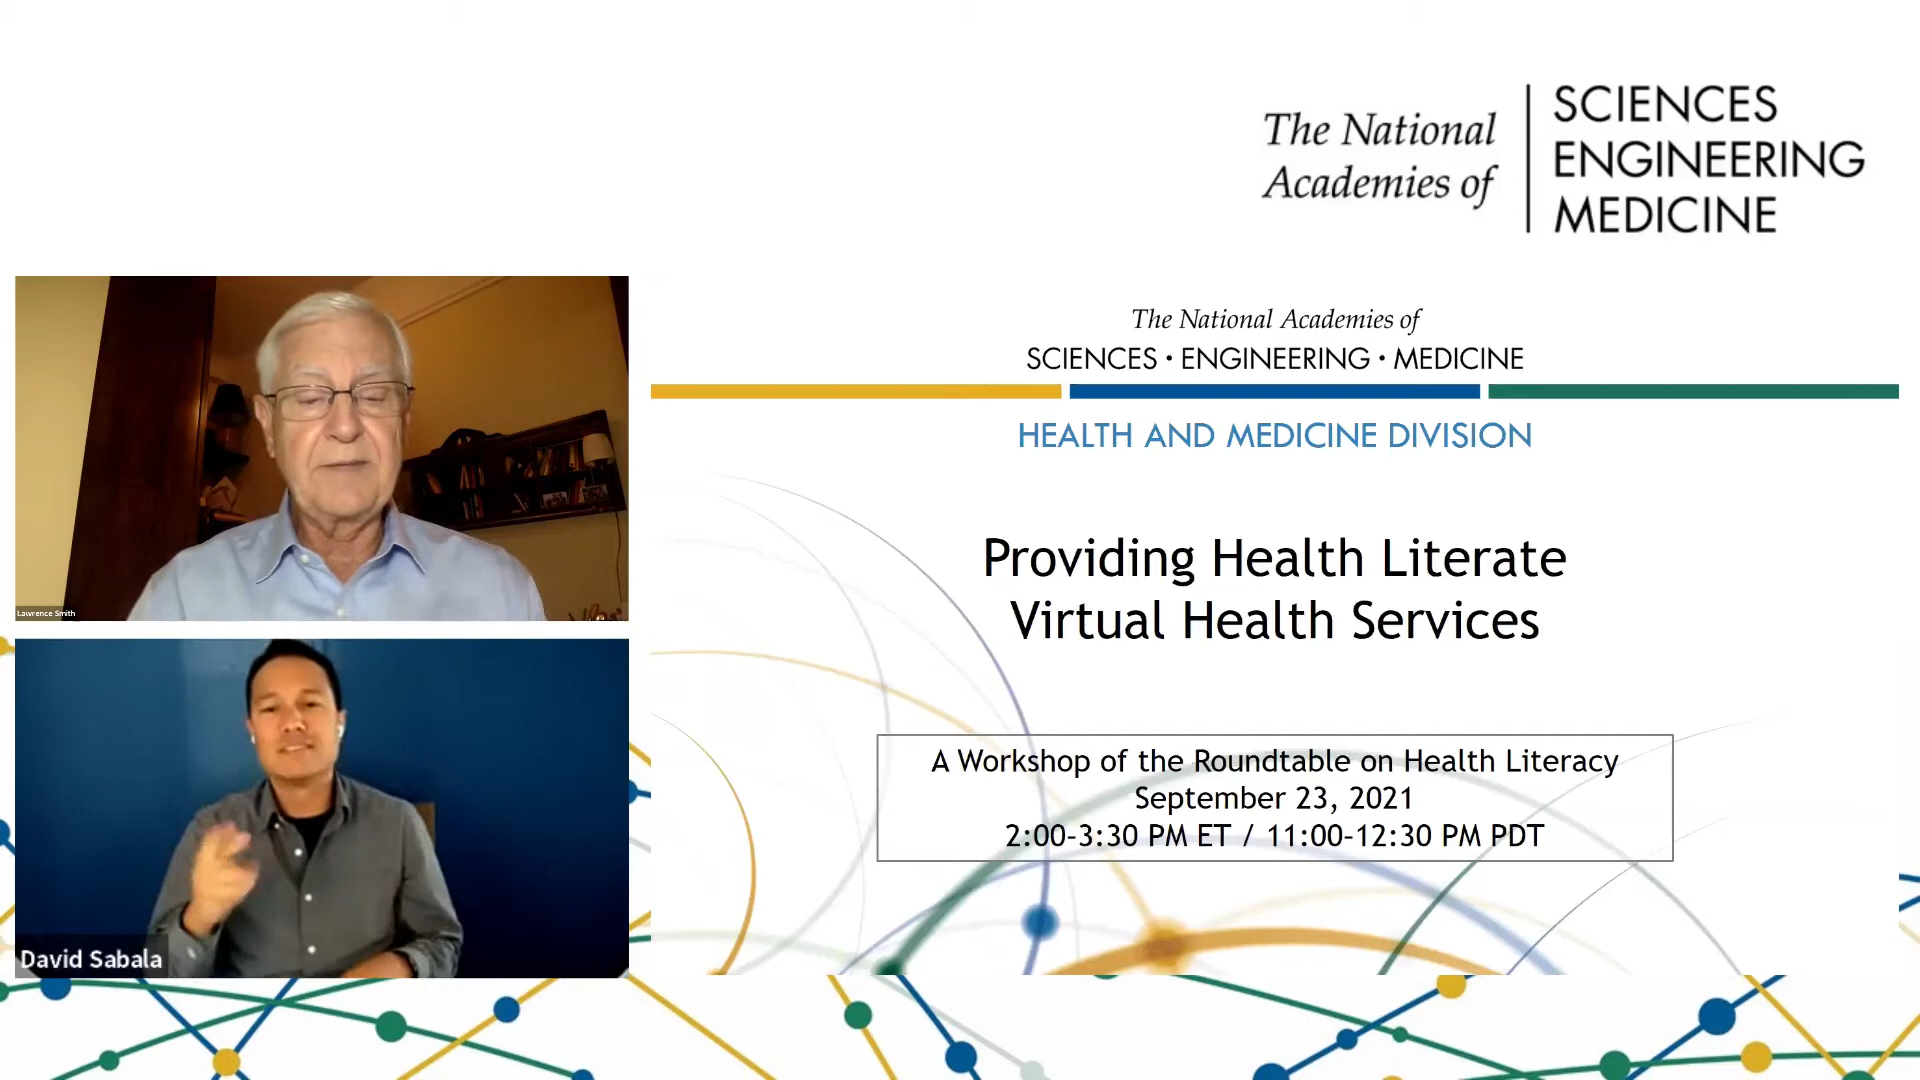 The National
Academies of
SCIENCES
ENGINEERING
MEDICINE
Lawrence Smith
David Sabala
The National Academies of
SCIENCES • ENGINEERING • MEDICINE
HEALTH AND MEDICINE DIVISION
Providing Health Literate
Virtual Health Services
A Workshop of the Roundtable on Health Literacy
September 23, 2021
2:00-3:30 PM ET / 11:00-12:30 PM PDT